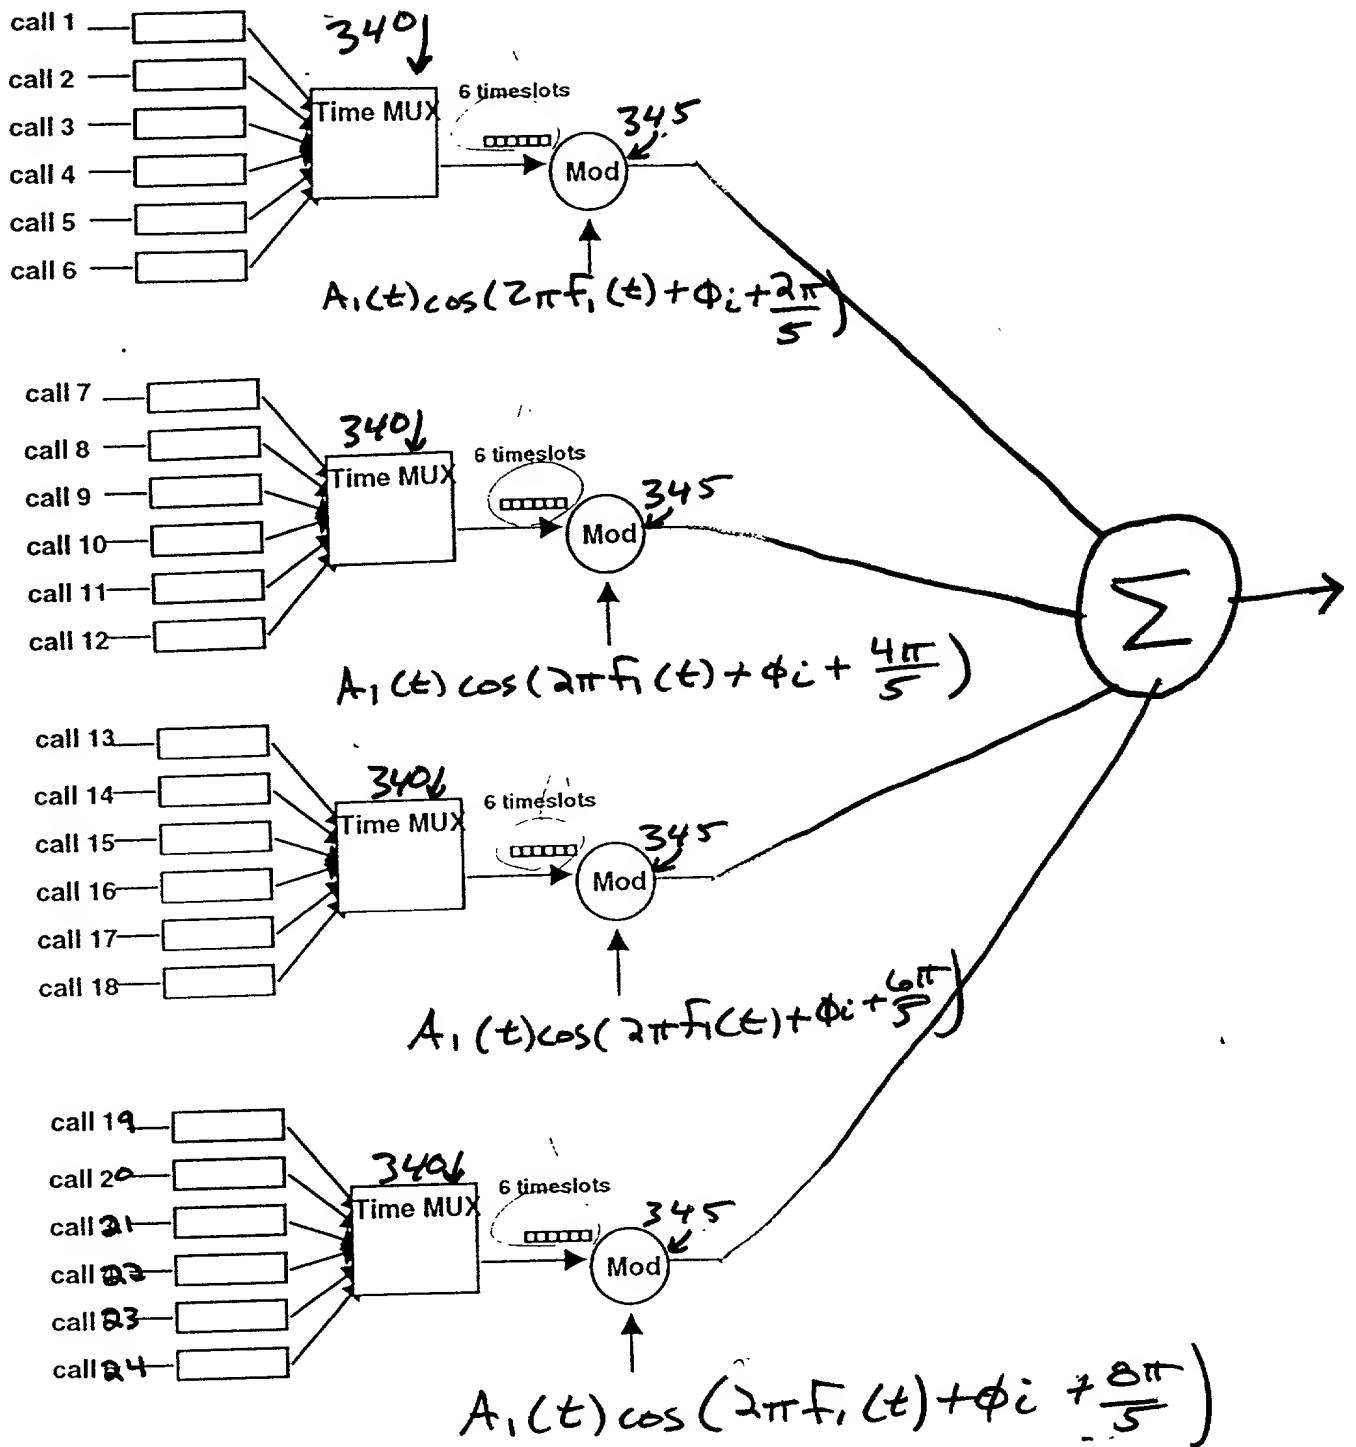 call 1
call 2
call 3
call 4
call 5
call 6
340
Time MUX
6 timeslots
345
Mod
A₁(t)cos(2πf₁(t)+ϕi+2π/5)
call 7
call 8
call 9
call 10
call 11
call 12
340
Time MUX
6 timeslots
345
Mod
A₁(t)cos(2πf₁(t)+ϕi+4π/5)
Σ
call 13
call 14
call 15
call 16
call 17
call 18
340
Time MUX
6 timeslots
345
Mod
A₁(t)cos(2πf₁(t)+ϕi+6π/5)
call 19
call 20
call 21
call 22
call 23
call 24
340
Time MUX
6 timeslots
345
Mod
A₁(t)cos(2πf₁(t)+ϕi+8π/5)